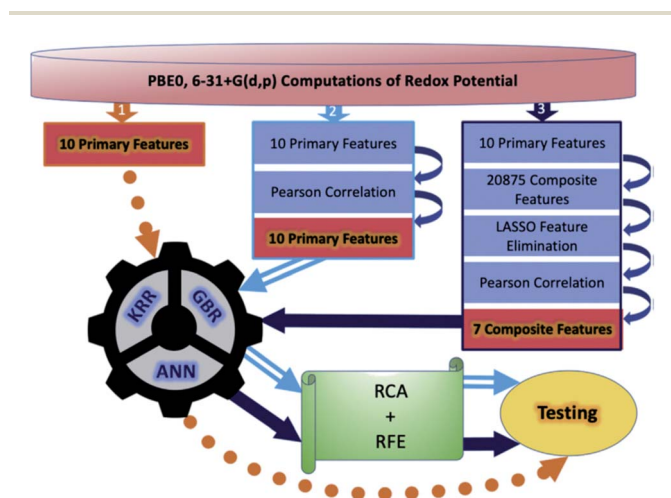 PBE0, 6-31+G(d,p) Computations of Redox Potential
1
2
3
10 Primary Features
10 Primary Features
Pearson Correlation
10 Primary Features
10 Primary Features
20875 Composite
Features
LASSO Feature
Elimination
Pearson Correlation
7 Composite Features
KRR
GBR
ANN
RCA
+
RFE
Testing